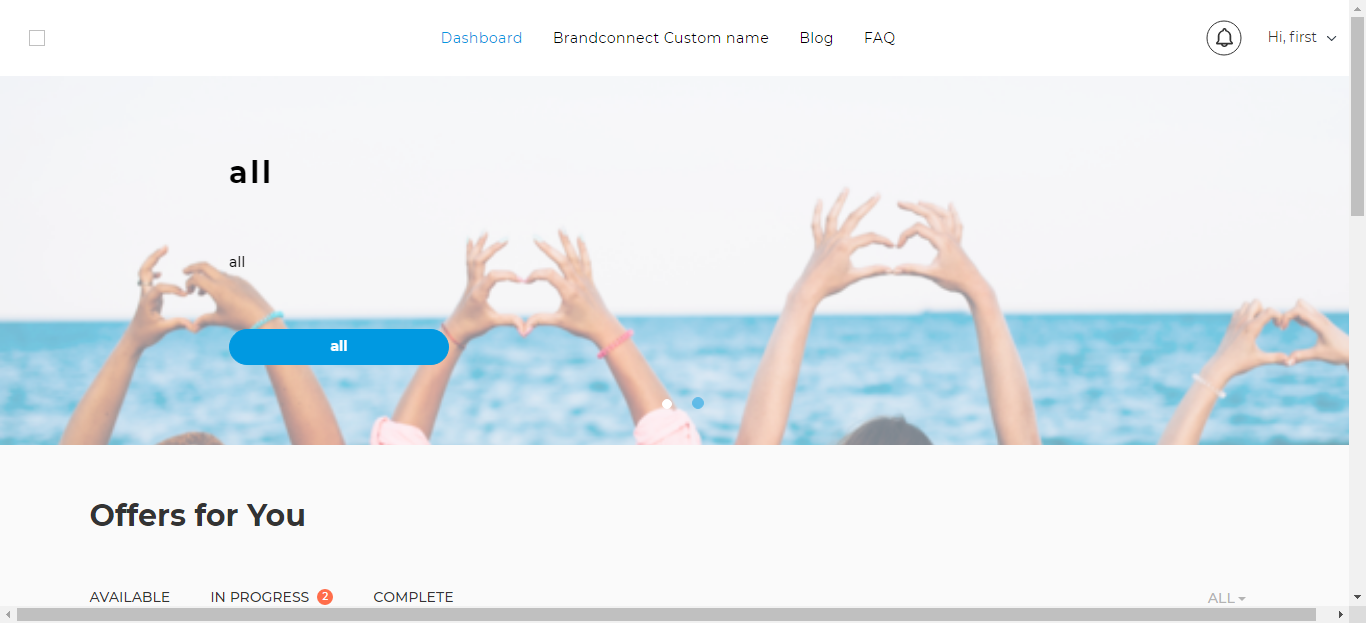 Dashboard Brandconnect Custom name Blog FAQ Hi, first
all
all
all
Offers for You
AVAILABLE IN PROGRESS 2 COMPLETE ALL